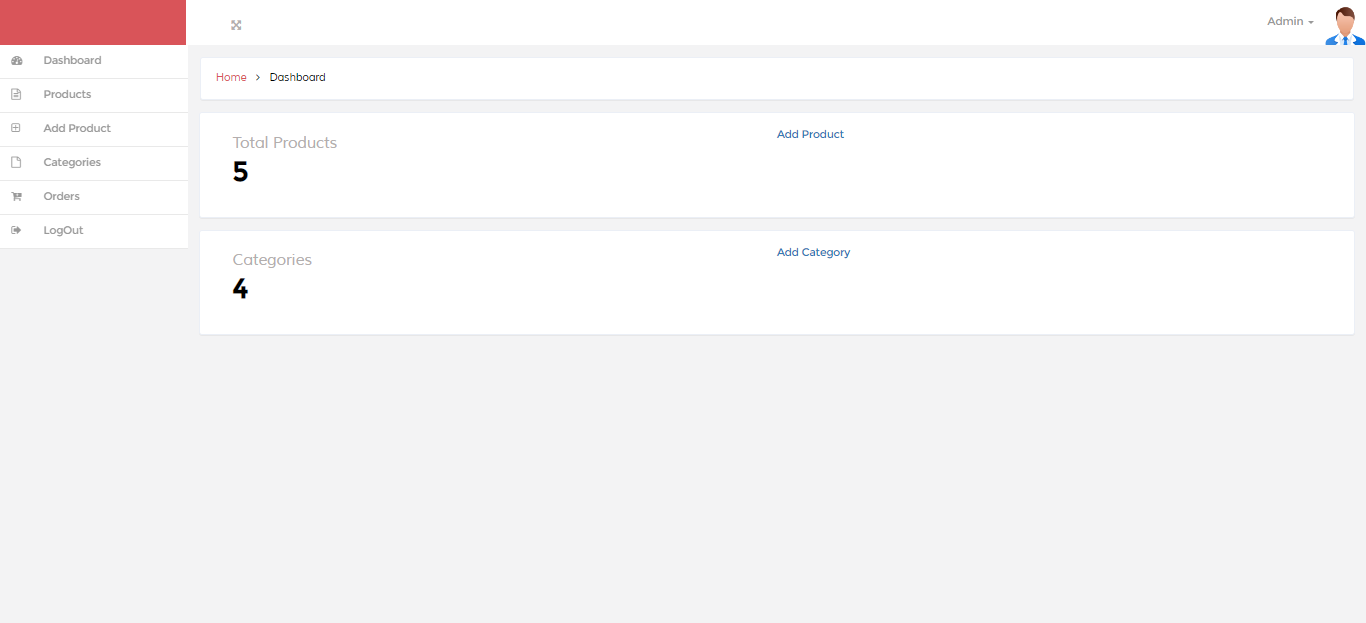 Admin
Dashboard
Products
Add Product
Categories
Orders
LogOut
Home > Dashboard
Total Products
5
Add Product
Categories
4
Add Category